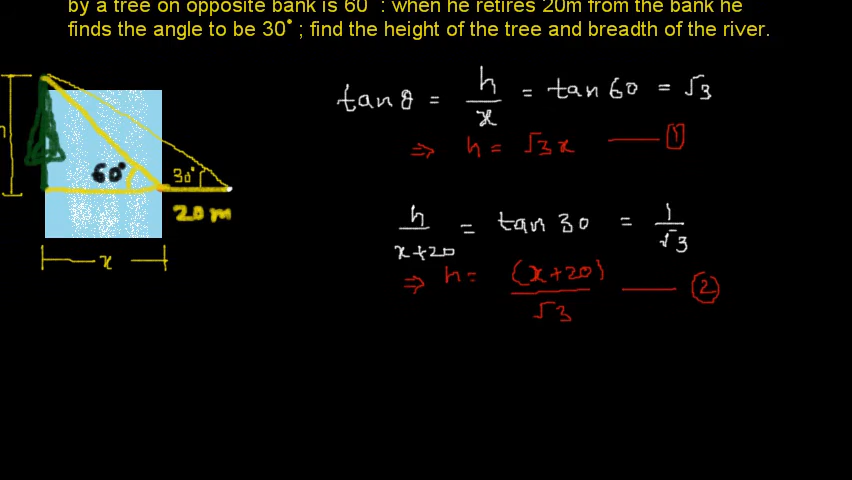 by a tree on opposite bank is 60° : when he retires 20m from the bank he
finds the angle to be 30° ; find the height of the tree and breadth of the river.
tan θ = h/x = tan 60 = √3
⇒ h = √3x —— ①
h/(x+20) = tan 30 = 1/√3
⇒ h = (x+20)/√3 —— ②
h
60°
30°
20 m
x